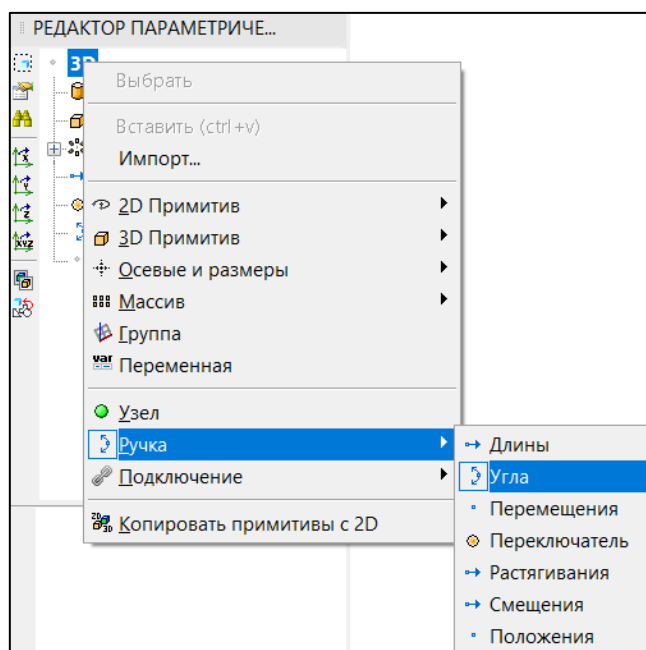 РЕДАКТОР ПАРАМЕТРИЧЕ...
3D
Выбрать
Вставить (ctrl+v)
Импорт...
2D Примитив
3D Примитив
Осевые и размеры
Массив
Группа
var Переменная
Узел
Ручка
Подключение
Копировать примитивы с 2D
Длины
Угла
Перемещения
Переключатель
Растягивания
Смещения
Положения